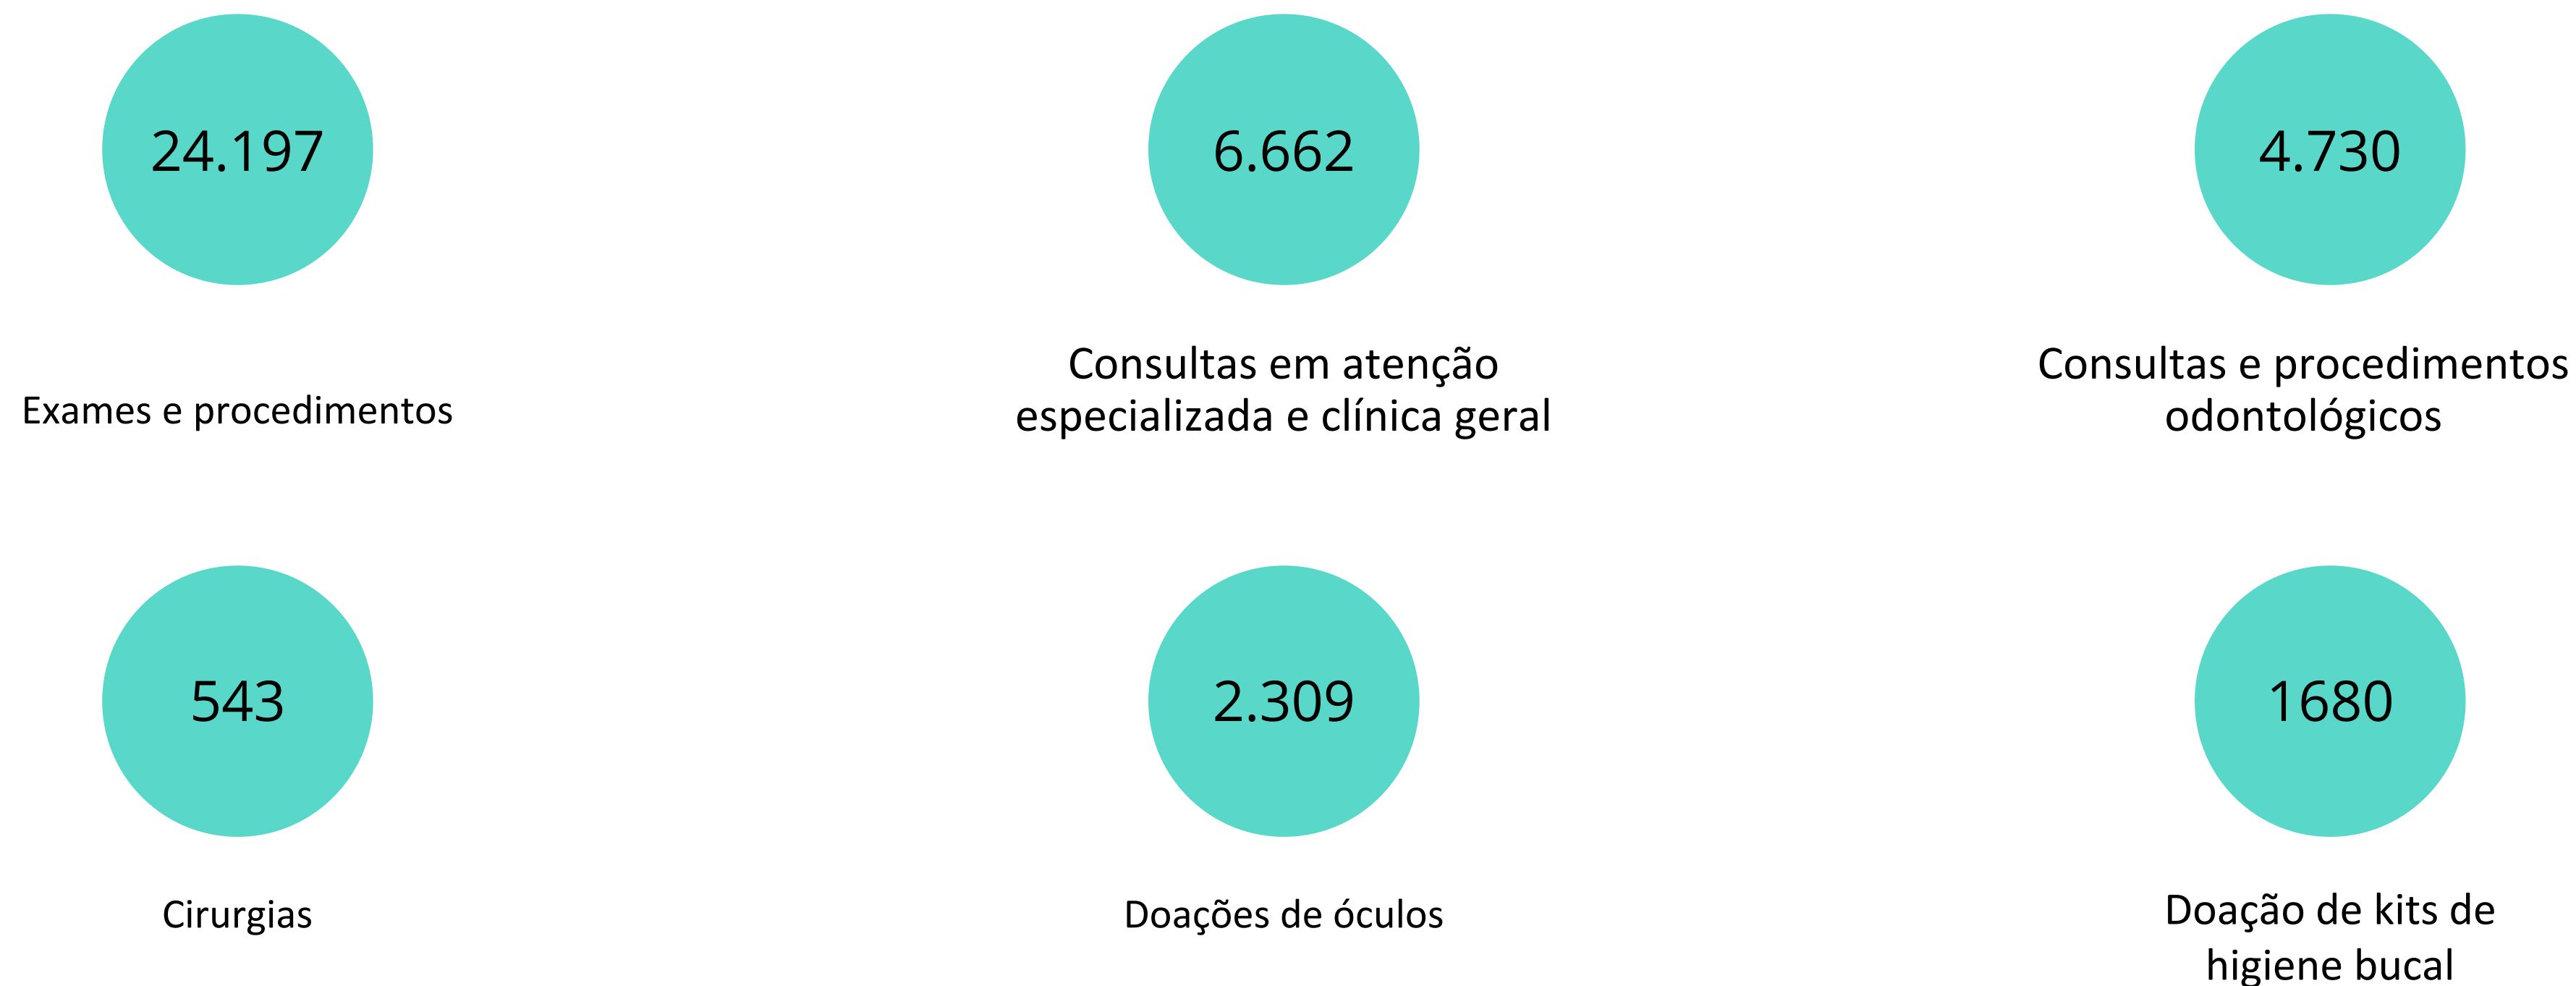 24.197
6.662
4.730
Exames e procedimentos
Consultas em atenção
especializada e clínica geral
Consultas e procedimentos
odontológicos
543
2.309
1680
Cirurgias
Doações de óculos
Doação de kits de
higiene bucal